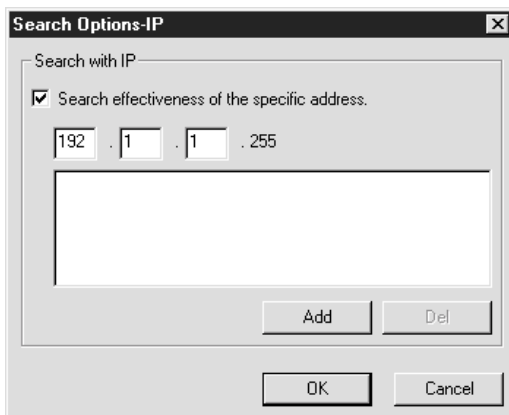 Search Options-IP
Search with IP
Search effectiveness of the specific address.
192 . 1 . 1 . 255
Add Del
OK Cancel